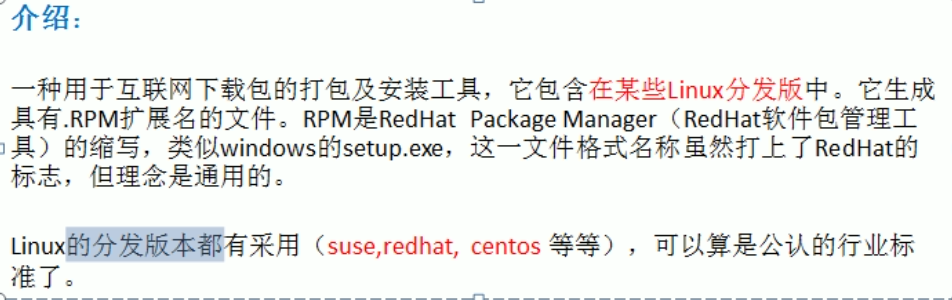 介绍：
一种用于互联网下载包的打包及安装工具，它包含在某些Linux分发版中。它生成
具有.RPM扩展名的文件。RPM是RedHat Package Manager（RedHat软件包管理工
具）的缩写，类似windows的setup.exe，这一文件格式名称虽然打上了RedHat的
标志，但理念是通用的。
Linux的分发版本都有采用（suse,redhat, centos 等等），可以算是公认的行业标
准了。